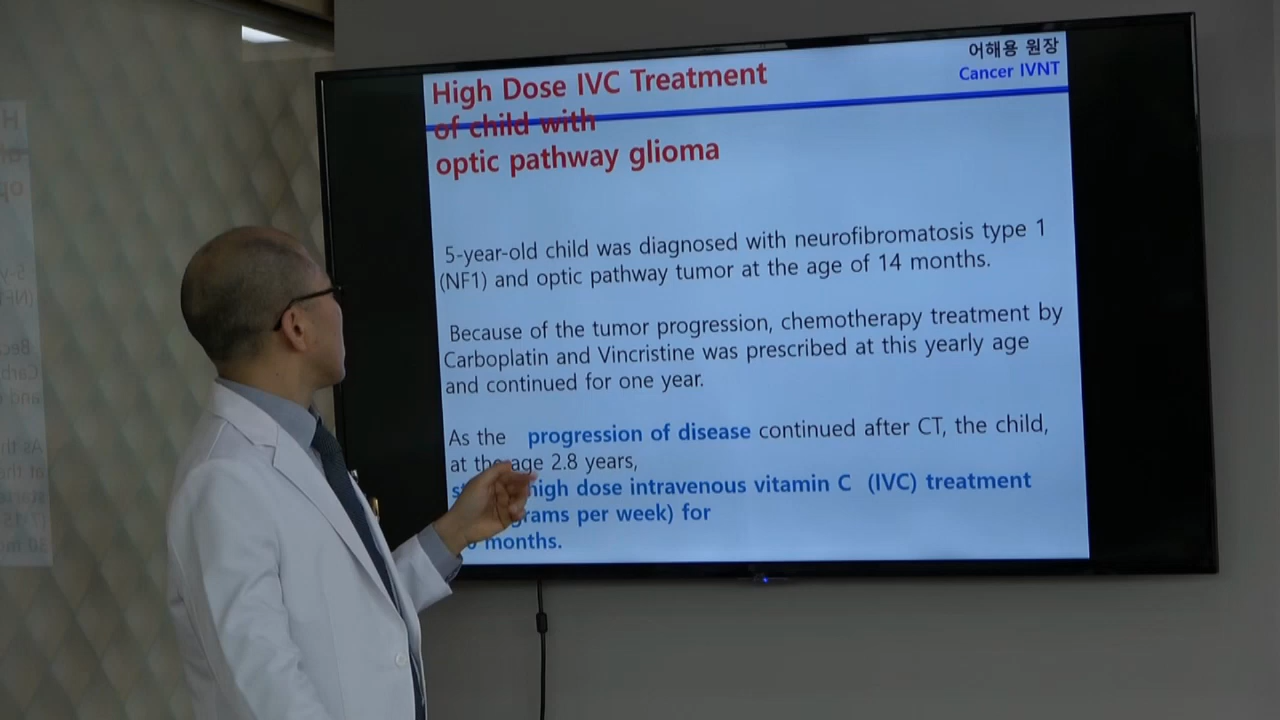 어해용 원장
Cancer IVNT
High Dose IVC Treatment
of child with
optic pathway glioma
5-year-old child was diagnosed with neurofibromatosis type 1
(NF1) and optic pathway tumor at the age of 14 months.
Because of the tumor progression, chemotherapy treatment by
Carboplatin and Vincristine was prescribed at this yearly age
and continued for one year.
As the progression of disease continued after CT, the child,
at the age 2.8 years,
high dose intravenous vitamin C (IVC) treatment
grams per week) for
months.